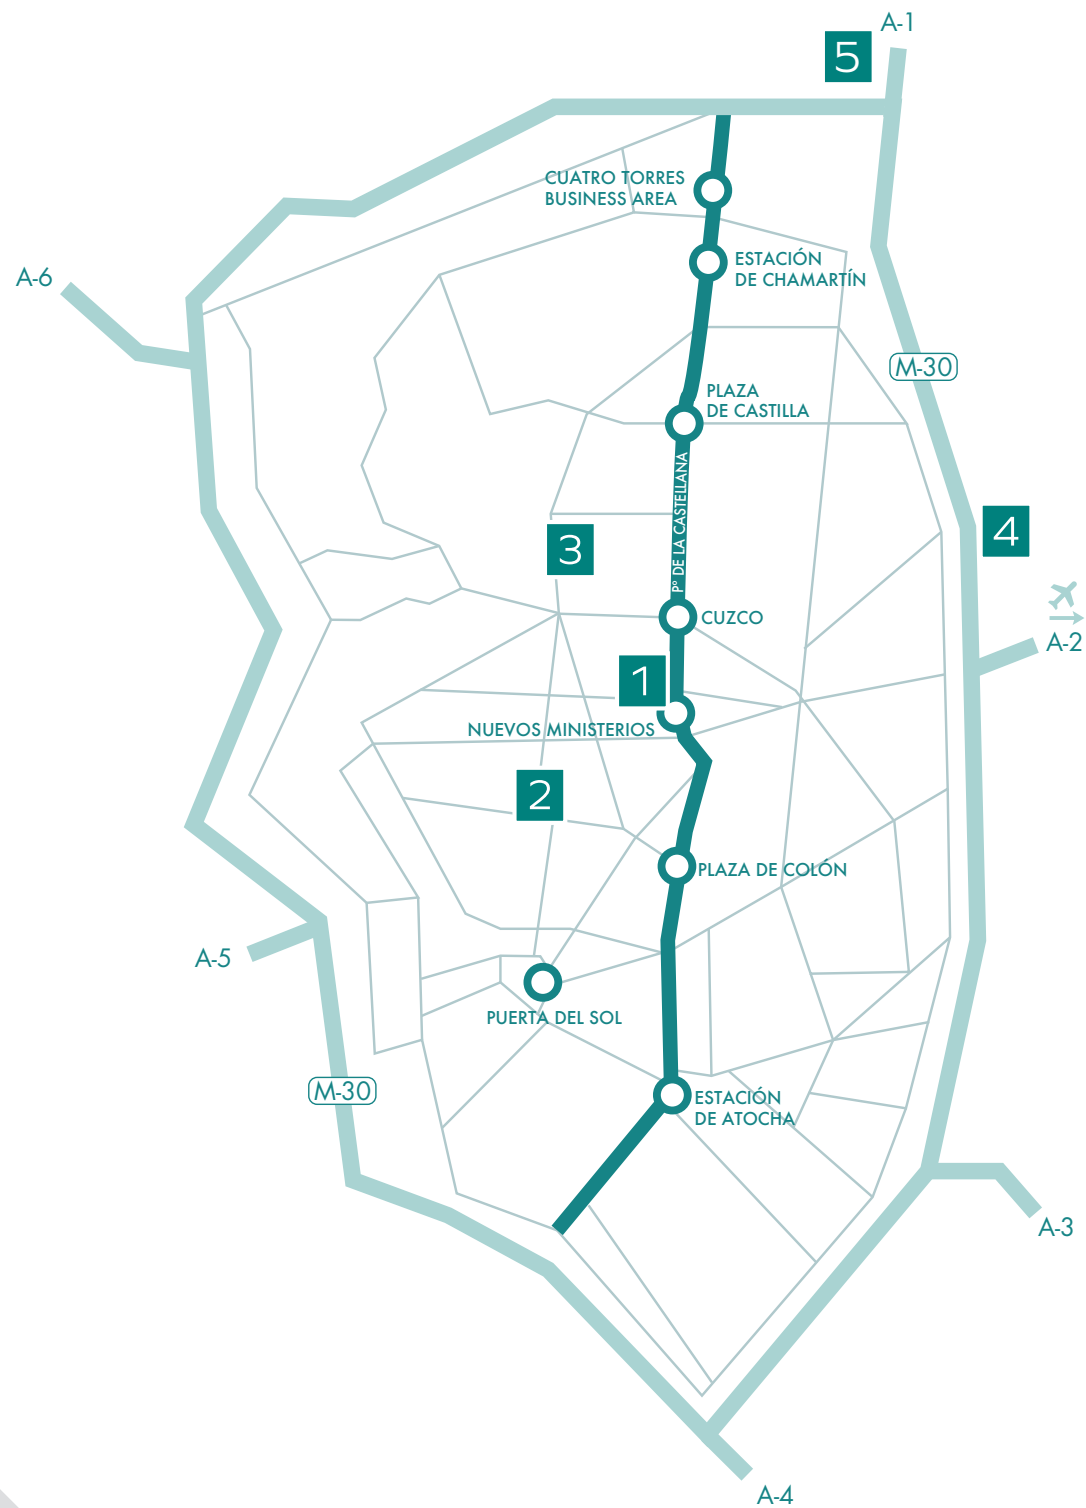 A-1
5
CUATRO TORRES
BUSINESS AREA
ESTACIÓN
DE CHAMARTÍN
A-6
M-30
PLAZA
DE CASTILLA
Pº DE LA CASTELLANA
4
3
CUZCO
A-2
1
NUEVOS MINISTERIOS
2
PLAZA DE COLÓN
A-5
PUERTA DEL SOL
M-30
ESTACIÓN
DE ATOCHA
A-3
A-4